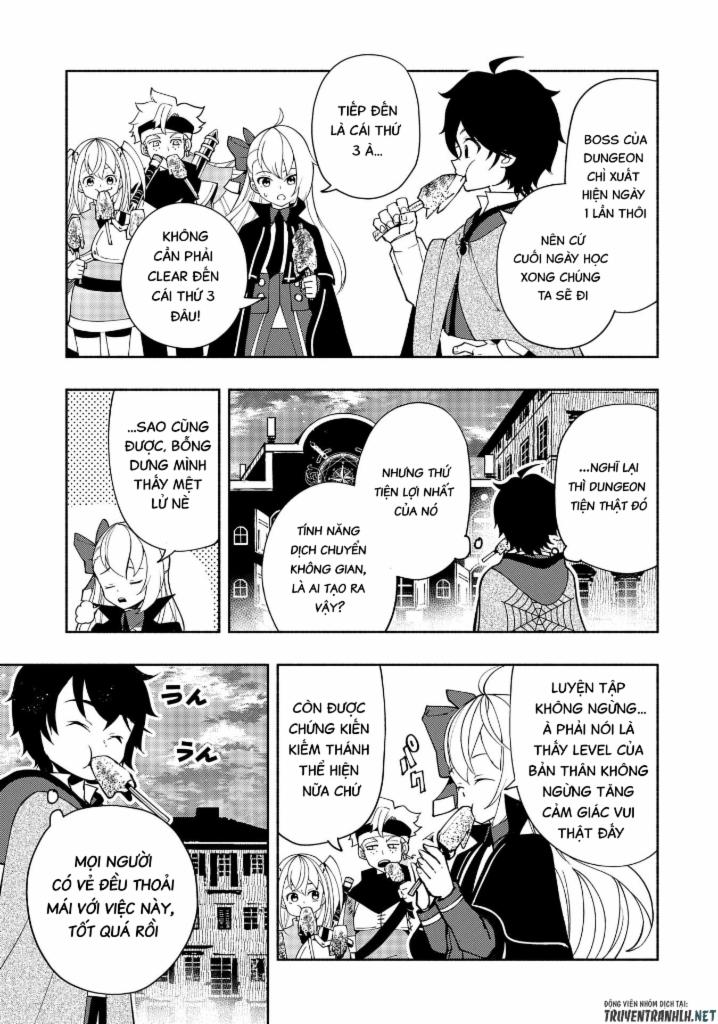 BOSS CỦA
DUNGEON
CHỈ XUẤT
HIỆN NGÀY
1 LẦN THÔI
NÊN CỨ
CUỐI NGÀY HỌC
XONG CHÚNG
TA SẼ ĐI
TIẾP ĐẾN
LÀ CÁI THỨ
3 À...
KHÔNG
CẦN PHẢI
CLEAR ĐẾN
CÁI THỨ 3
ĐÂU!
...NGHĨ LẠI
THÌ DUNGEON
TIỆN THẬT ĐÓ
NHƯNG THỨ
TIỆN LỢI NHẤT
CỦA NÓ
TÍNH NĂNG
DỊCH CHUYỂN
KHÔNG GIAN,
LÀ AI TẠO RA
VẬY?
...SAO CŨNG
ĐƯỢC, BỖNG
DƯNG MÌNH
THẤY MỆT
LỬ NÈ
LUYỆN TẬP
KHÔNG NGỪNG...
À PHẢI NÓI LÀ
THẤY LEVEL CỦA
BẢN THÂN KHÔNG
NGỪNG TĂNG
CẢM GIÁC VUI
THẬT ĐẤY
CÒN ĐƯỢC
CHỨNG KIẾN
KIẾM THÁNH
THỂ HIỆN
NỮA CHỨ
パク
うん
うん
MỌI NGƯỜI
CÓ VẺ ĐỀU THOẢI
MÁI VỚI VIỆC NÀY,
TỐT QUÁ RỒI
ĐỘNG VIÊN NHÓM DỊCH TẠI:
TRUYENTRANHLH.NET